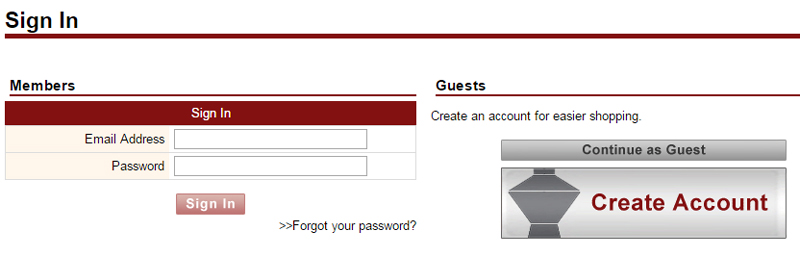 Sign In
Members
Sign In
Email Address
Password
Sign In
>>Forgot your password?
Guests
Create an account for easier shopping.
Continue as Guest
Create Account